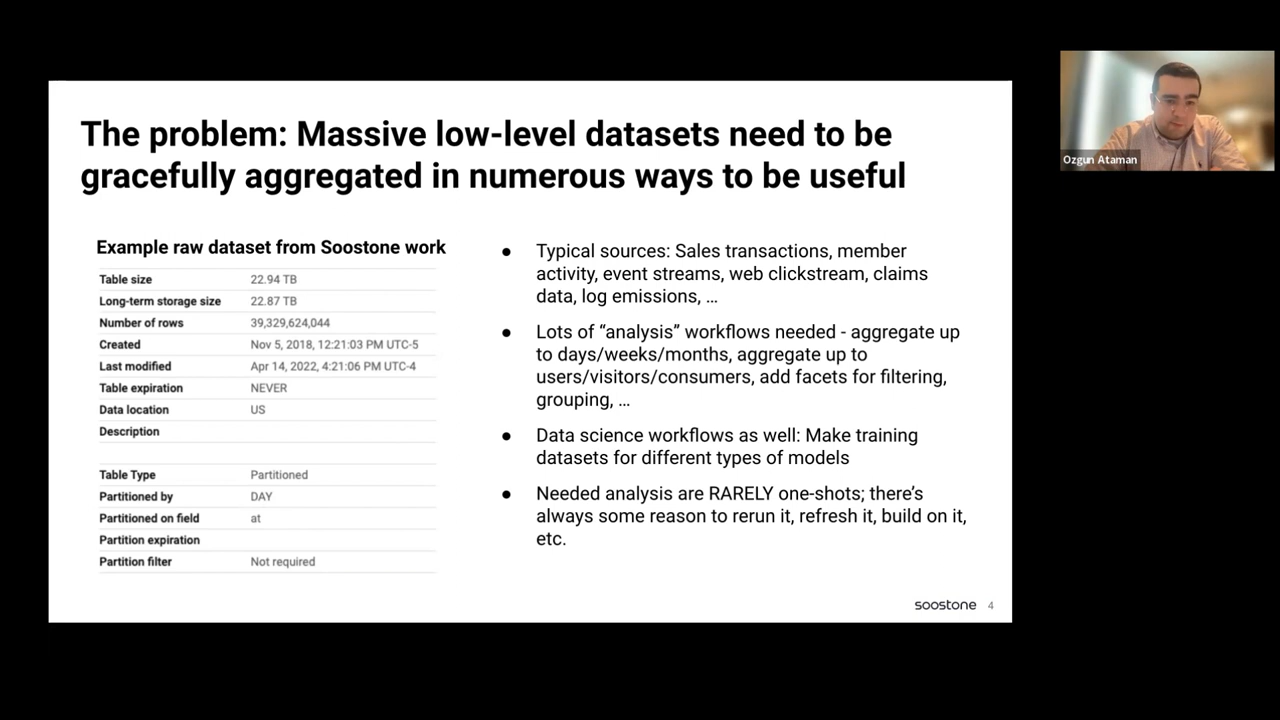 The problem: Massive low-level datasets need to be
gracefully aggregated in numerous ways to be useful
Example raw dataset from Soostone work
Table size 22.94 TB
Long-term storage size 22.87 TB
Number of rows 39,329,624,044
Created Nov 5, 2018, 12:21:03 PM UTC-5
Last modified Apr 14, 2022, 4:21:06 PM UTC-4
Table expiration NEVER
Data location US
Description
Table Type Partitioned
Partitioned by DAY
Partitioned on field at
Partition expiration
Partition filter Not required
● Typical sources: Sales transactions, member
activity, event streams, web clickstream, claims
data, log emissions, …
● Lots of “analysis” workflows needed - aggregate up
to days/weeks/months, aggregate up to
users/visitors/consumers, add facets for filtering,
grouping, …
● Data science workflows as well: Make training
datasets for different types of models
● Needed analysis are RARELY one-shots; there’s
always some reason to rerun it, refresh it, build on it,
etc.
soostone 4
Ozgun Ataman